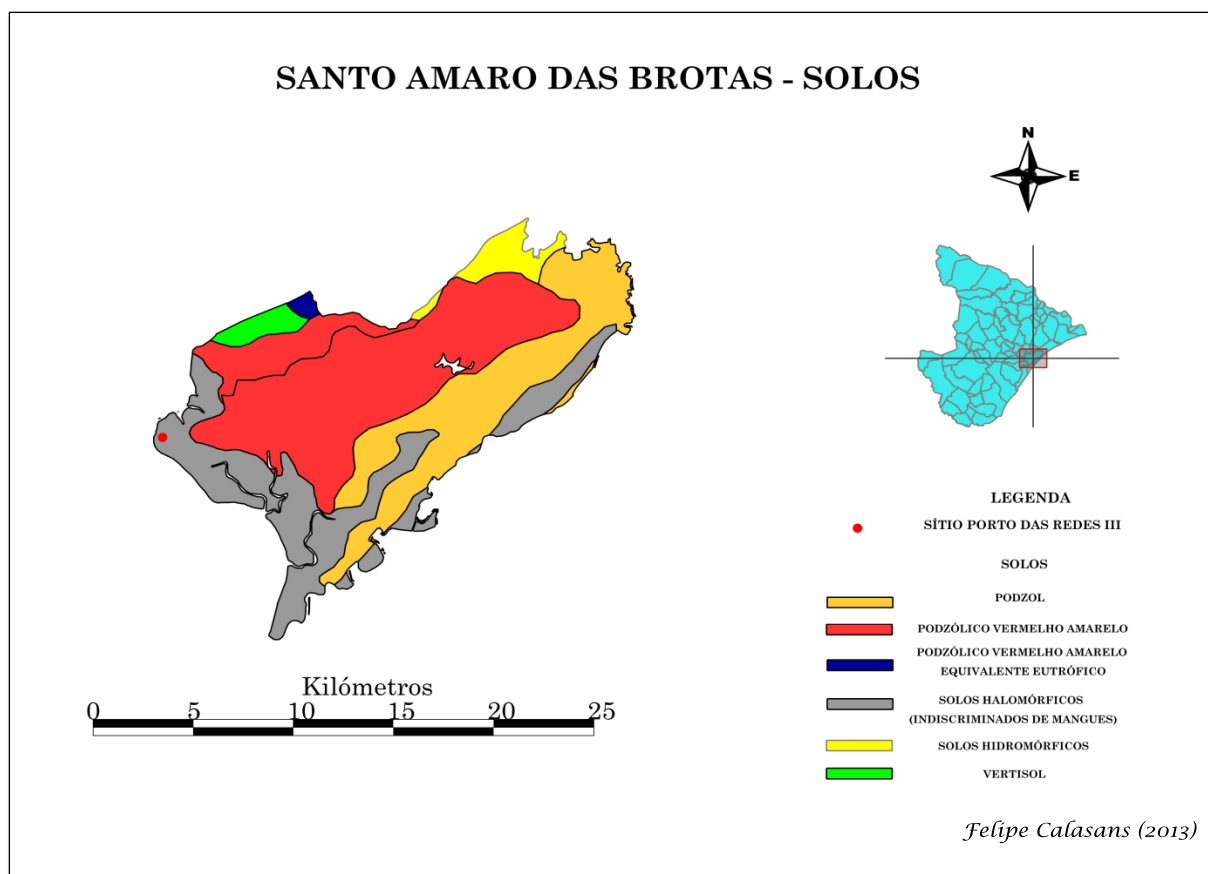 SANTO AMARO DAS BROTAS - SOLOS
N
E
LEGENDA
SÍTIO PORTO DAS REDES III
SOLOS
PODZOL
PODZÓLICO VERMELHO AMARELO
PODZÓLICO VERMELHO AMARELO
EQUIVALENTE EUTRÓFICO
SOLOS HALOMÓRFICOS
(INDISCRIMINADOS DE MANGUES)
SOLOS HIDROMÓRFICOS
VERTISOL
Kilómetros
0 5 10 15 20 25
Felipe Calasans (2013)